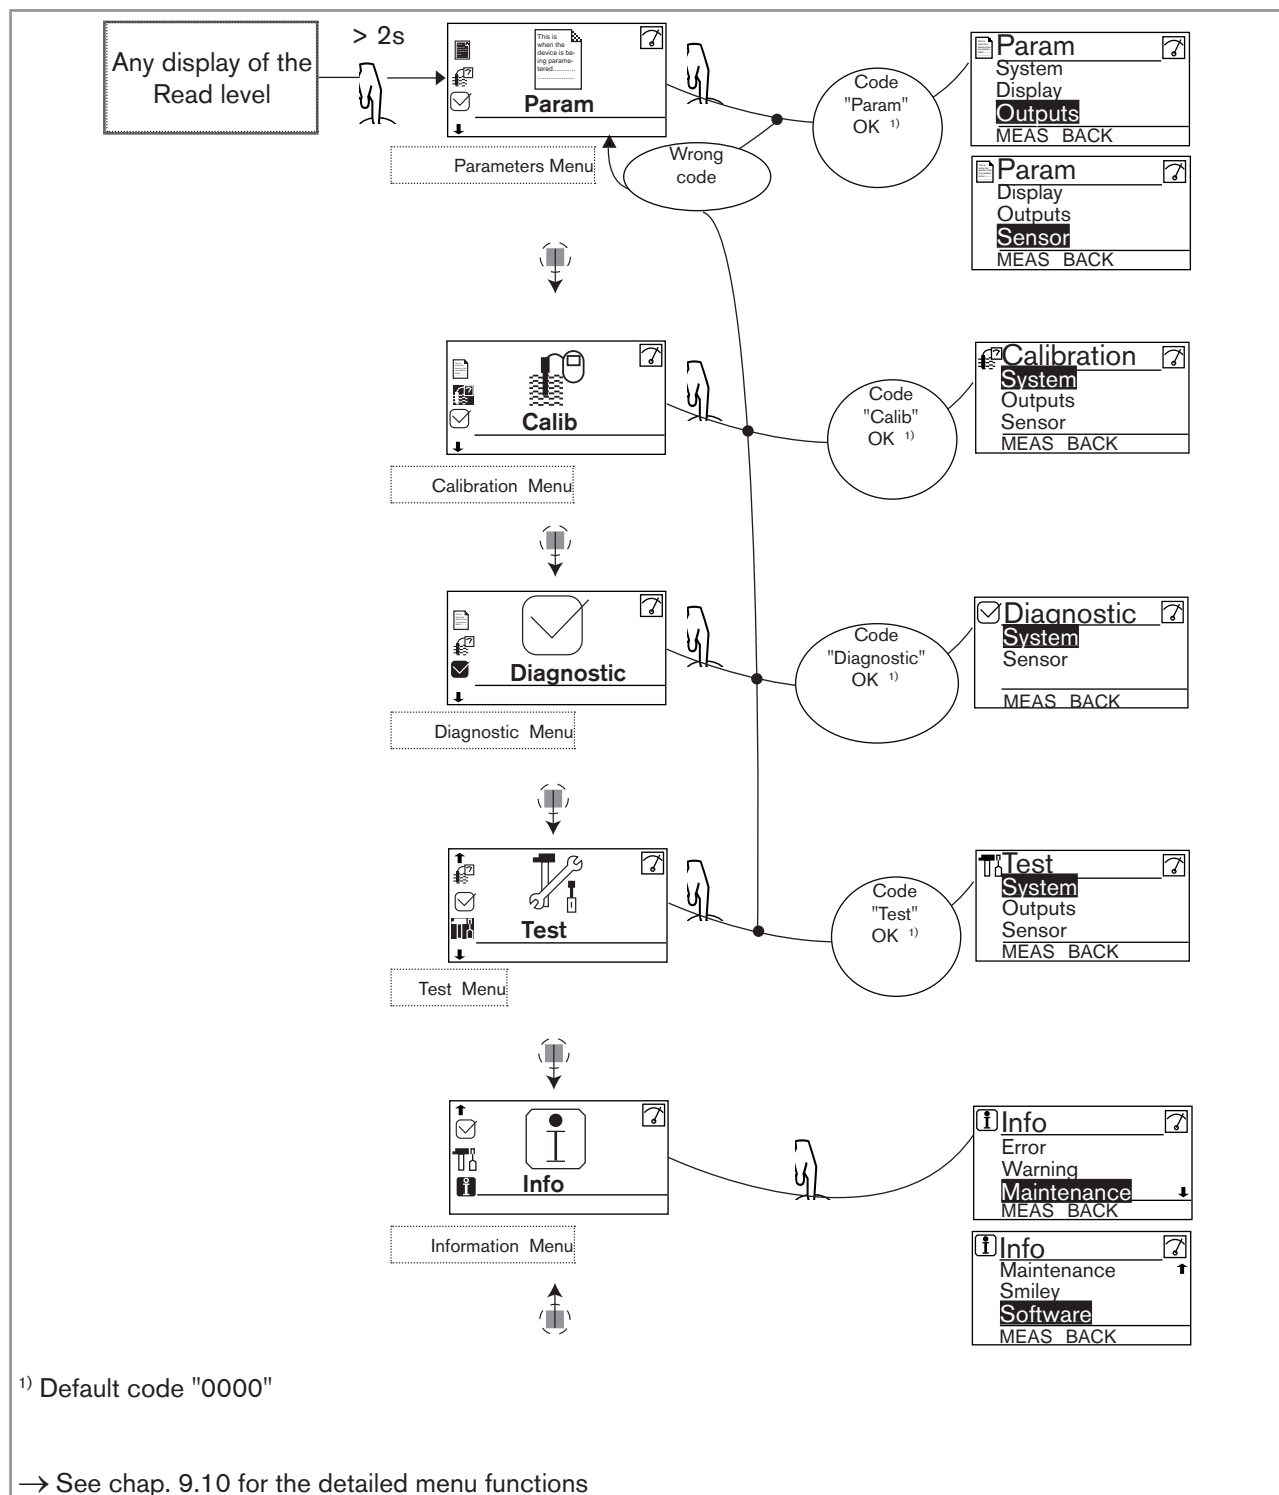 Any display of the
Read level
> 2s
This is
when the
device is be-
ing parame-
tered............
Param
Parameters Menu
Wrong
code
Code
"Param"
OK 1)
Param
System
Display
Outputs
MEAS BACK
Param
Display
Outputs
Sensor
MEAS BACK
Calib
Calibration Menu
Code
"Calib"
OK 1)
Calibration
System
Outputs
Sensor
MEAS BACK
Diagnostic
Diagnostic Menu
Code
"Diagnostic"
OK 1)
Diagnostic
System
Sensor
MEAS BACK
Test
Test Menu
Code
"Test"
OK 1)
Test
System
Outputs
Sensor
MEAS BACK
Info
Information Menu
Info
Error
Warning
Maintenance
MEAS BACK
Info
Maintenance
Smiley
Software
MEAS BACK
1) Default code "0000"
→ See chap. 9.10 for the detailed menu functions